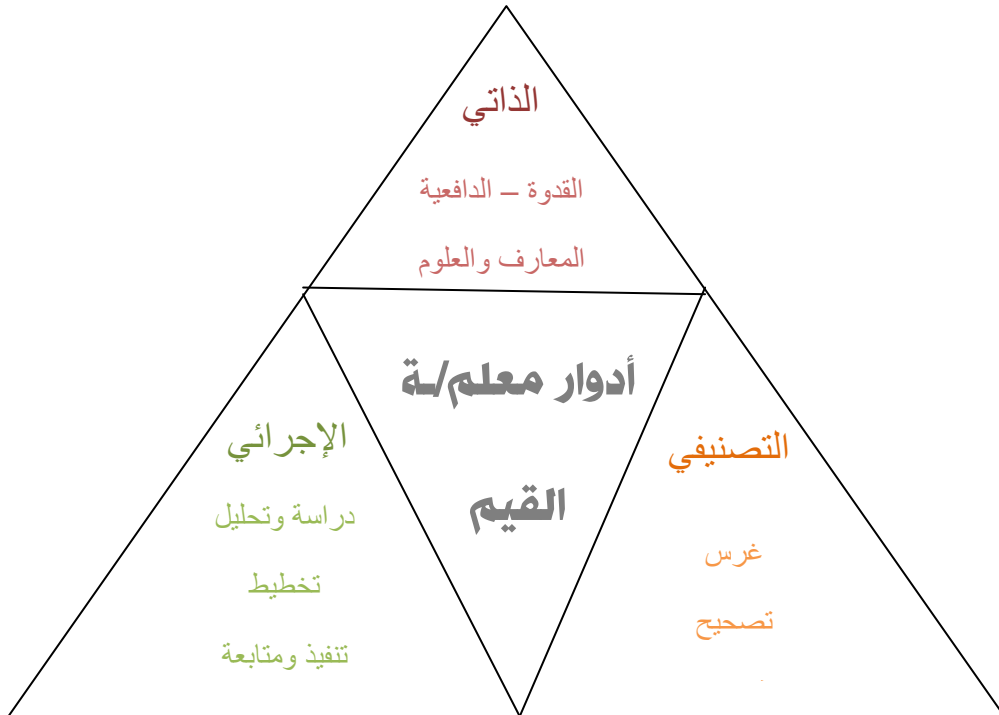 الذاتي
القدوة – الدافعية
المعارف والعلوم
أدوار معلم/ـة
القيم
التصنيفي
غرس
تصحيح
الإجرائي
دراسة وتحليل
تخطيط
تنفيذ ومتابعة